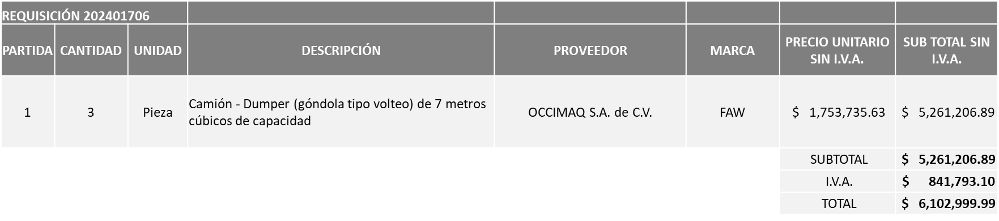 REQUISICIÓN 202401706
PARTIDA CANTIDAD UNIDAD DESCRIPCIÓN PROVEEDOR MARCA PRECIO UNITARIO SIN I.V.A. SUB TOTAL SIN I.V.A.
1 3 Pieza Camión - Dumper (góndola tipo volteo) de 7 metros cúbicos de capacidad OCCIMAQ S.A. de C.V. FAW $ 1,753,735.63 $ 5,261,206.89
SUBTOTAL $ 5,261,206.89
I.V.A. $ 841,793.10
TOTAL $ 6,102,999.99